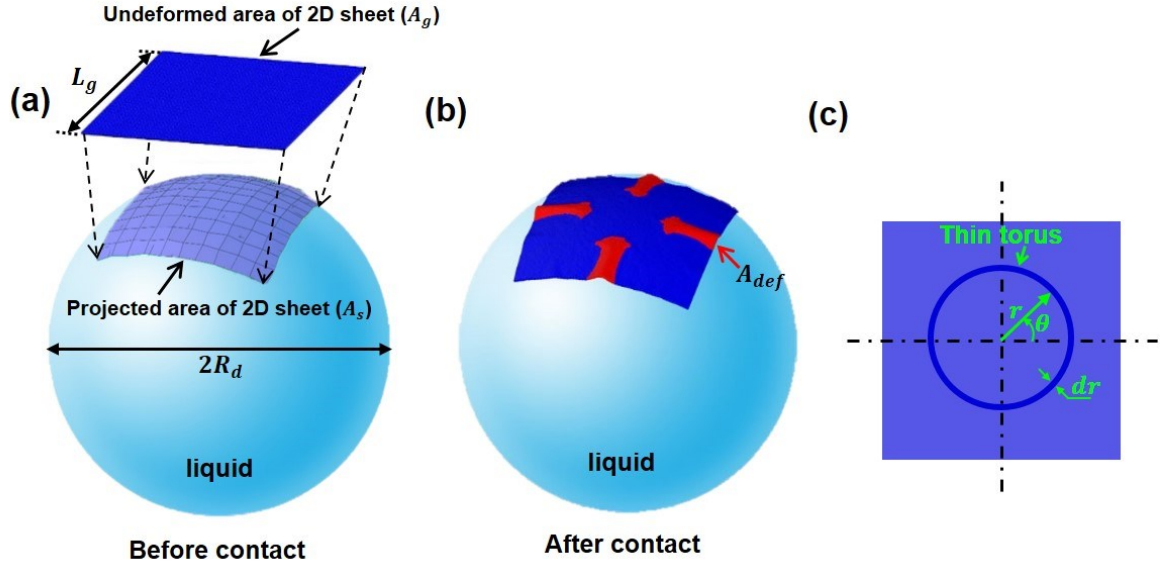 Undeformed area of 2D sheet (A_g)
L_g
(a)
Projected area of 2D sheet (A_s)
2R_d
liquid
Before contact
(b)
A_def
liquid
After contact
(c)
Thin torus
r
θ
dr